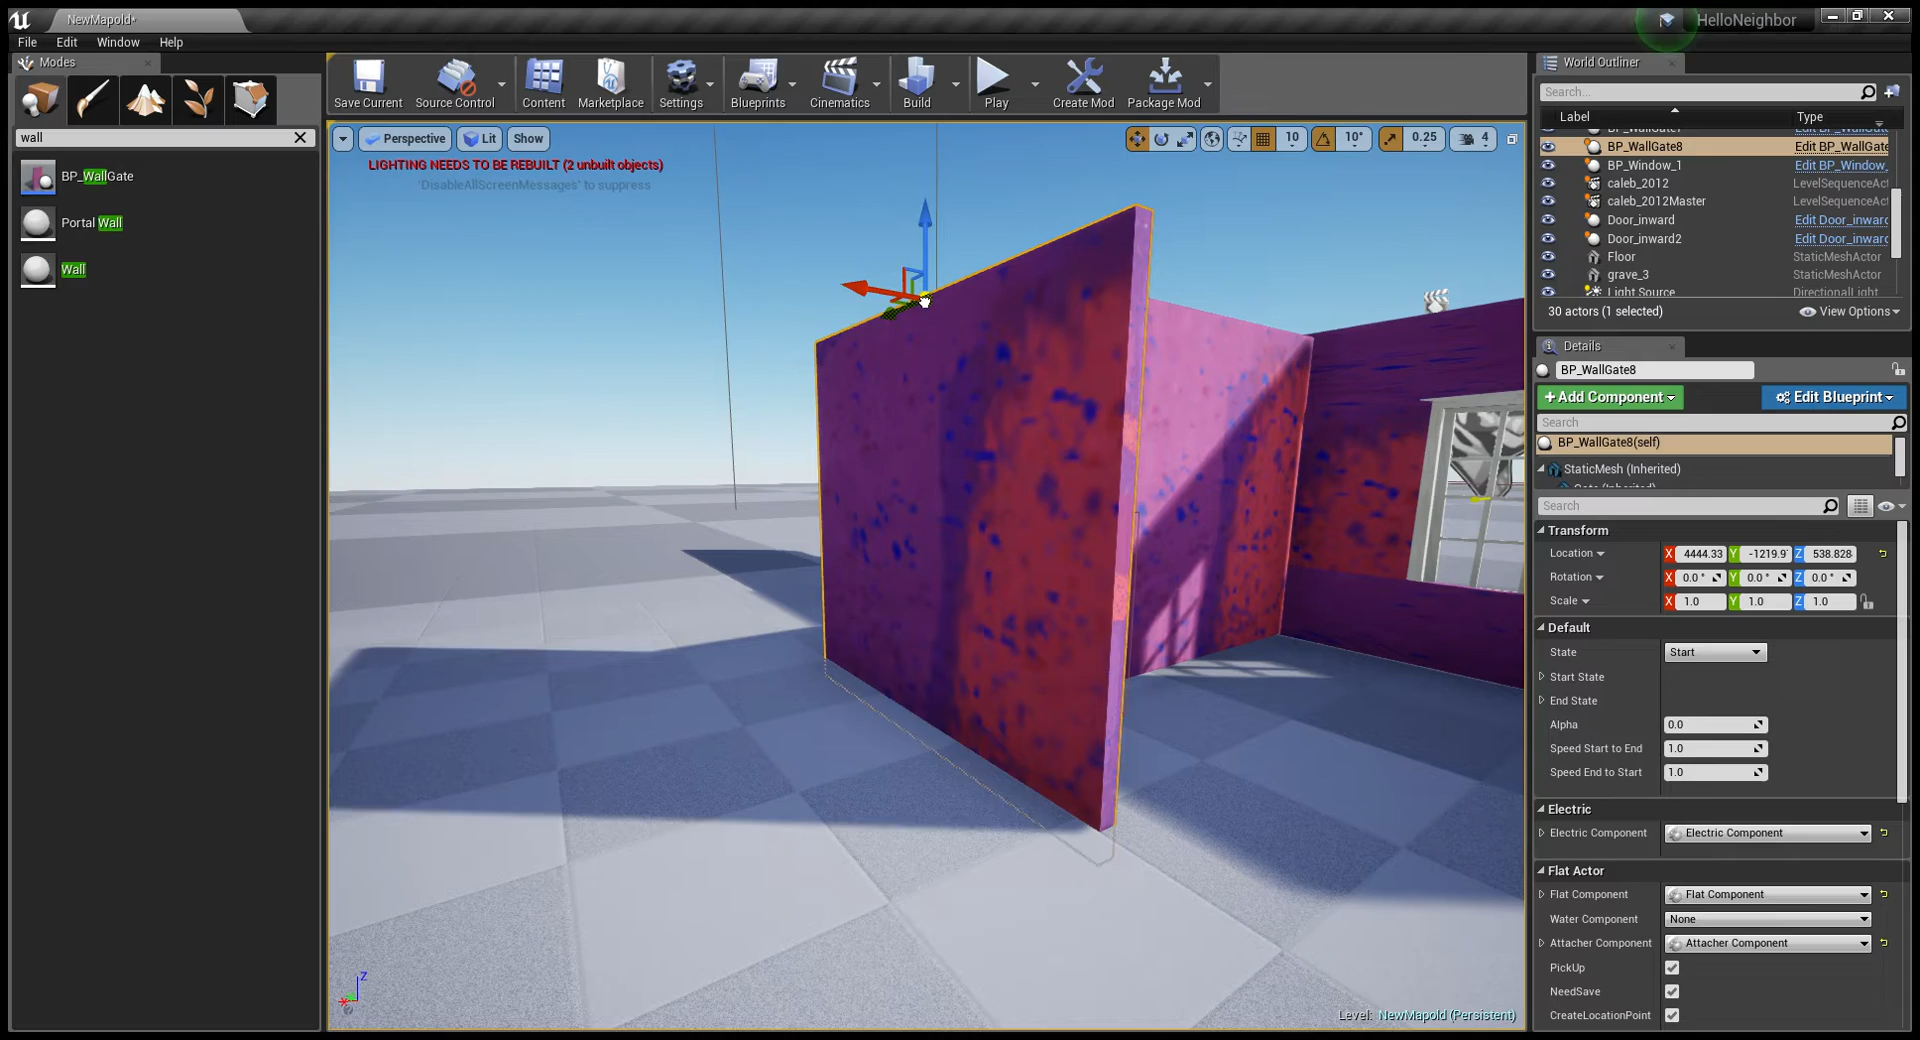 NewMapold*
HelloNeighbor
File Edit Window Help
Modes
wall
BP_WallGate
Portal Wall
Wall
Save Current
Source Control
Content
Marketplace
Settings
Blueprints
Cinematics
Build
Play
Create Mod
Package Mod
Perspective
Lit
Show
10
10°
0.25
4
LIGHTING NEEDS TO BE REBUILT (2 unbuilt objects)
'DisableAllScreenMessages' to suppress
Z
Level: NewMapold (Persistent)
World Outliner
Search...
Label Type
BP_WallGate8 Edit BP_WallGate
BP_Window_1 Edit BP_Window_
caleb_2012 LevelSequenceAct
caleb_2012Master LevelSequenceAct
Door_inward Edit Door_inward
Door_inward2 Edit Door_inward
Floor StaticMeshActor
grave_3 StaticMeshActor
Light Source DirectionalLight
30 actors (1 selected) View Options
Details
BP_WallGate8
+Add Component Edit Blueprint
Search
BP_WallGate8(self)
StaticMesh (Inherited)
Search
Transform
Location X 4444.33 Y -1219.9 Z 538.828
Rotation X 0.0 ° Y 0.0 ° Z 0.0 °
Scale X 1.0 Y 1.0 Z 1.0
Default
State Start
Start State
End State
Alpha 0.0
Speed Start to End 1.0
Speed End to Start 1.0
Electric
Electric Component Electric Component
Flat Actor
Flat Component Flat Component
Water Component None
Attacher Component Attacher Component
PickUp
NeedSave
CreateLocationPoint